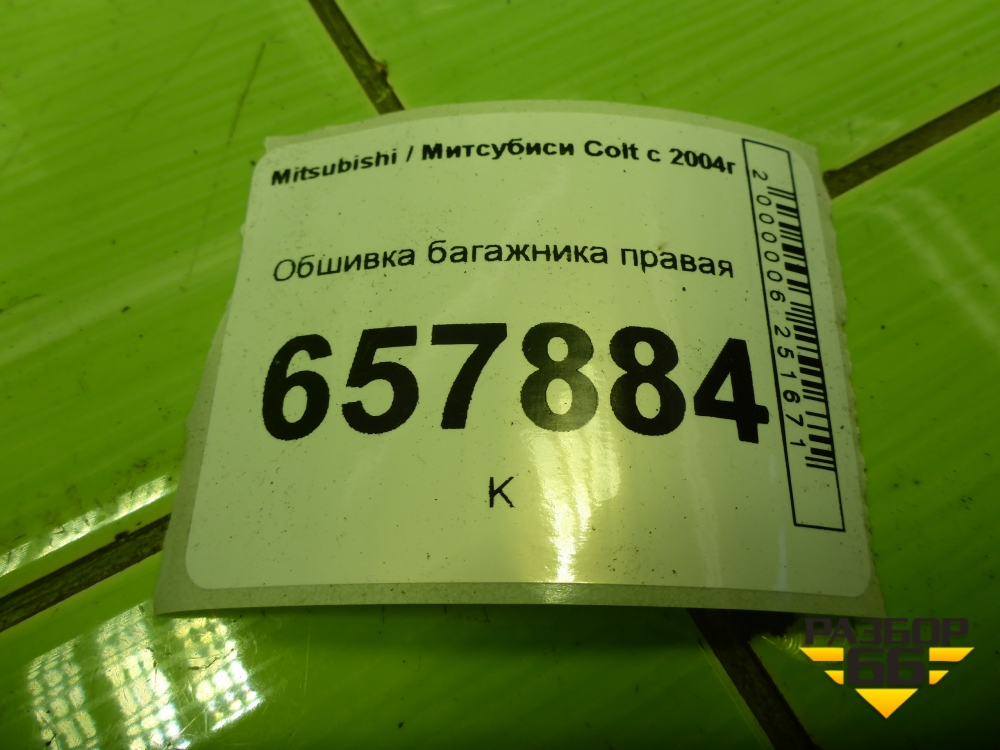 Mitsubishi / Митсубиси Colt с 2004г
Обшивка багажника правая
657884
К
2000006251671
РАЗБОР
66